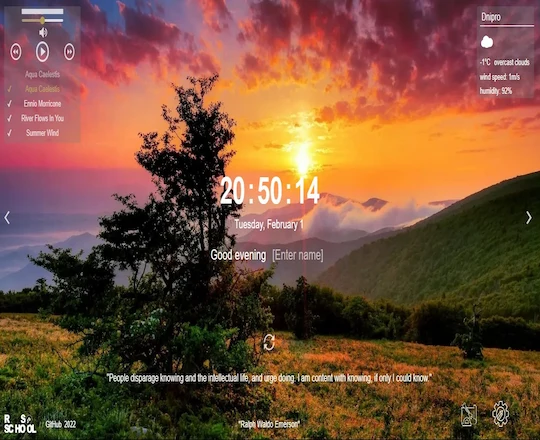 Aqua Caelestis
Aqua Caelestis
Ennio Morricone
River Flows In You
Summer Wind
Dnipro
-1°C overcast clouds
wind speed: 1m/s
humidity: 92%
20:50:14
Tuesday, February 1
Good evening [Enter name]
"People disparage knowing and the intellectual life, and urge doing. I am content with knowing, if only I could know."
"Ralph Waldo Emerson"
RS
SCHOOL
GitHub 2022